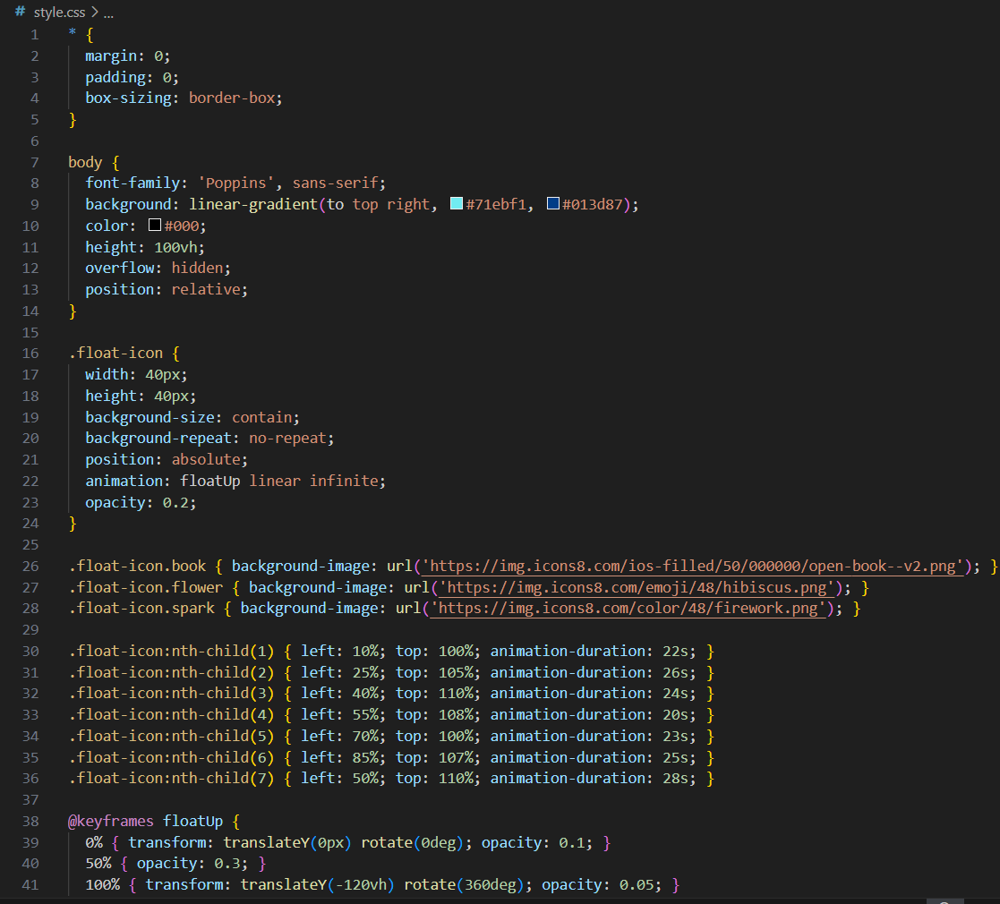 # style.css > ...
1 * {
2   margin: 0;
3   padding: 0;
4   box-sizing: border-box;
5 }
6
7 body {
8   font-family: 'Poppins', sans-serif;
9   background: linear-gradient(to top right, #71ebf1, #013d87);
10   color: #000;
11   height: 100vh;
12   overflow: hidden;
13   position: relative;
14 }
15
16 .float-icon {
17   width: 40px;
18   height: 40px;
19   background-size: contain;
20   background-repeat: no-repeat;
21   position: absolute;
22   animation: floatUp linear infinite;
23   opacity: 0.2;
24 }
25
26 .float-icon.book { background-image: url('https://img.icons8.com/ios-filled/50/000000/open-book--v2.png'); }
27 .float-icon.flower { background-image: url('https://img.icons8.com/emoji/48/hibiscus.png'); }
28 .float-icon.spark { background-image: url('https://img.icons8.com/color/48/firework.png'); }
29
30 .float-icon:nth-child(1) { left: 10%; top: 100%; animation-duration: 22s; }
31 .float-icon:nth-child(2) { left: 25%; top: 105%; animation-duration: 26s; }
32 .float-icon:nth-child(3) { left: 40%; top: 110%; animation-duration: 24s; }
33 .float-icon:nth-child(4) { left: 55%; top: 108%; animation-duration: 20s; }
34 .float-icon:nth-child(5) { left: 70%; top: 100%; animation-duration: 23s; }
35 .float-icon:nth-child(6) { left: 85%; top: 107%; animation-duration: 25s; }
36 .float-icon:nth-child(7) { left: 50%; top: 110%; animation-duration: 28s; }
37
38 @keyframes floatUp {
39   0% { transform: translateY(0px) rotate(0deg); opacity: 0.1; }
40   50% { opacity: 0.3; }
41   100% { transform: translateY(-120vh) rotate(360deg); opacity: 0.05; }